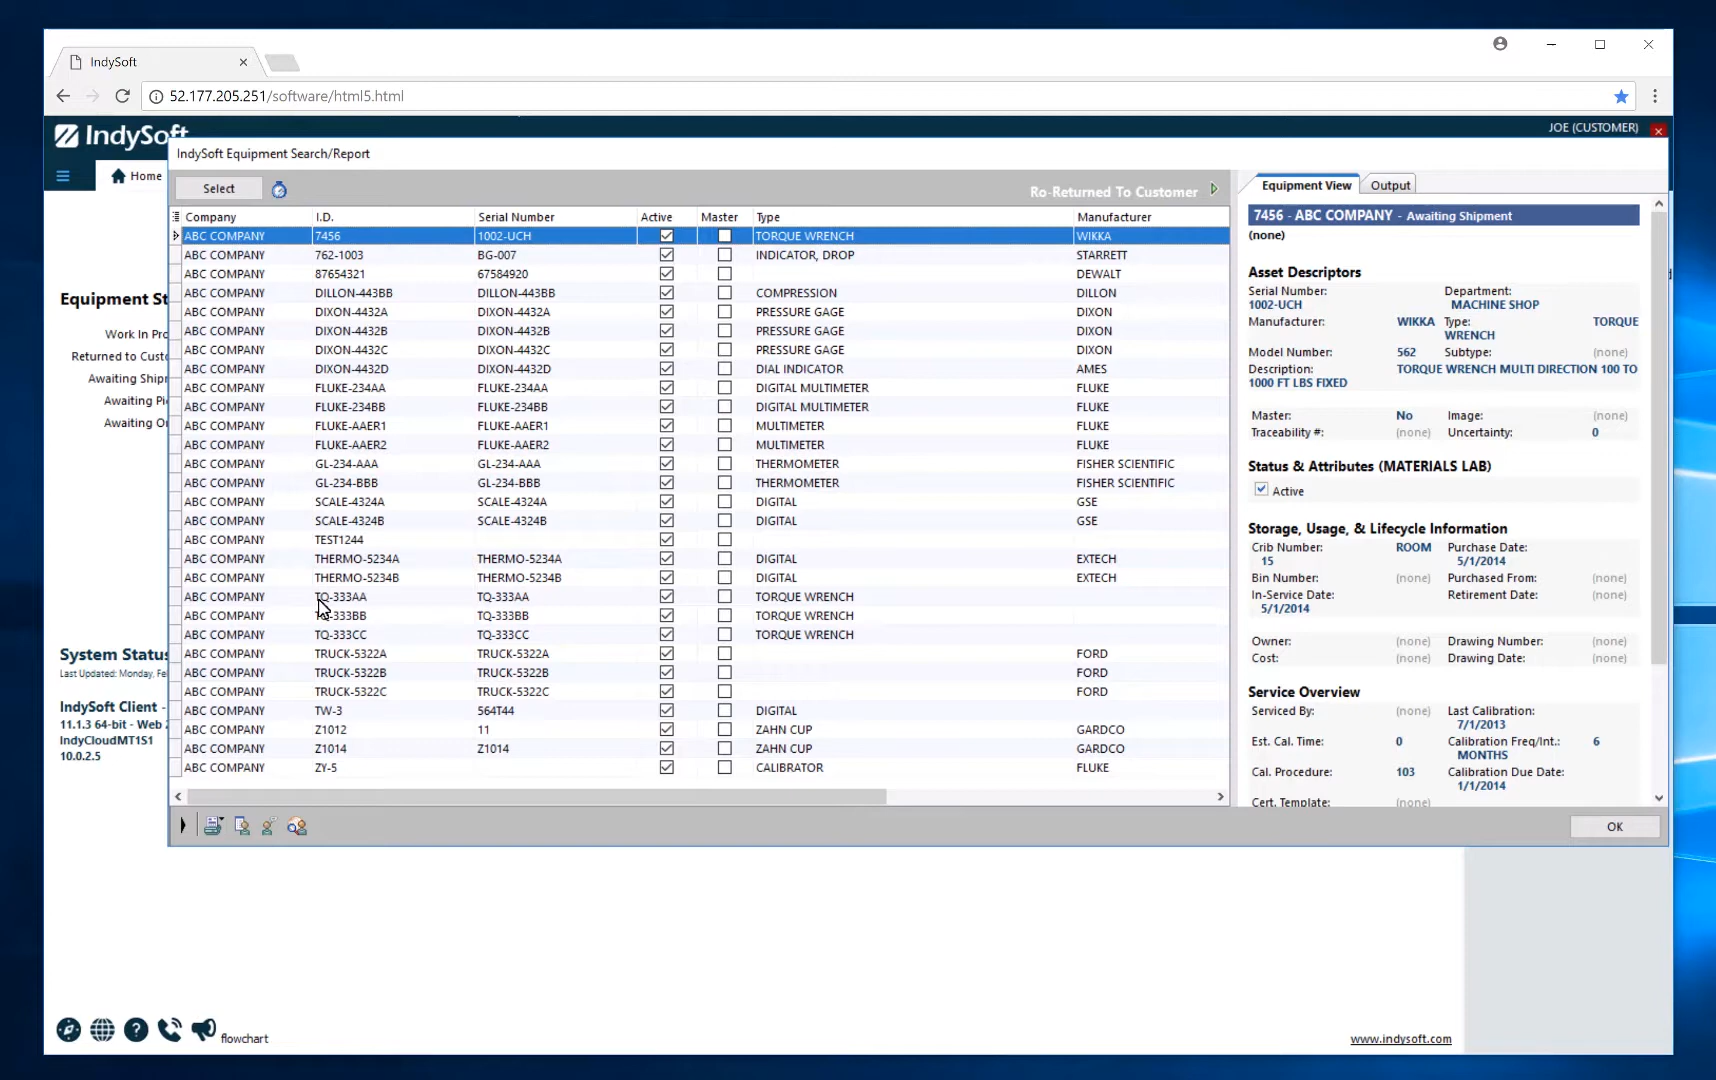 IndySoft
52.177.205.251/software/html5.html
IndySoft
JOE (CUSTOMER)
IndySoft Equipment Search/Report
Home
Select
Ro-Returned To Customer
Equipment View
Output
Company I.D. Serial Number Active Master Type Manufacturer
ABC COMPANY 7456 1002-UCH TORQUE WRENCH WIKKA
ABC COMPANY 762-1003 BG-007 INDICATOR, DROP STARRETT
ABC COMPANY 87654321 67584920 DEWALT
ABC COMPANY DILLON-443BB DILLON-443BB COMPRESSION DILLON
ABC COMPANY DIXON-4432A DIXON-4432A PRESSURE GAGE DIXON
ABC COMPANY DIXON-4432B DIXON-4432B PRESSURE GAGE DIXON
ABC COMPANY DIXON-4432C DIXON-4432C PRESSURE GAGE DIXON
ABC COMPANY DIXON-4432D DIXON-4432D DIAL INDICATOR AMES
ABC COMPANY FLUKE-234AA FLUKE-234AA DIGITAL MULTIMETER FLUKE
ABC COMPANY FLUKE-234BB FLUKE-234BB DIGITAL MULTIMETER FLUKE
ABC COMPANY FLUKE-AAER1 FLUKE-AAER1 MULTIMETER FLUKE
ABC COMPANY FLUKE-AAER2 FLUKE-AAER2 MULTIMETER FLUKE
ABC COMPANY GL-234-AAA GL-234-AAA THERMOMETER FISHER SCIENTIFIC
ABC COMPANY GL-234-BBB GL-234-BBB THERMOMETER FISHER SCIENTIFIC
ABC COMPANY SCALE-4324A SCALE-4324A DIGITAL GSE
ABC COMPANY SCALE-4324B SCALE-4324B DIGITAL GSE
ABC COMPANY TEST1244
ABC COMPANY THERMO-5234A THERMO-5234A DIGITAL EXTECH
ABC COMPANY THERMO-5234B THERMO-5234B DIGITAL EXTECH
ABC COMPANY TQ-333AA TQ-333AA TORQUE WRENCH
ABC COMPANY TQ-333BB TQ-333BB TORQUE WRENCH
ABC COMPANY TQ-333CC TQ-333CC TORQUE WRENCH
ABC COMPANY TRUCK-5322A TRUCK-5322A FORD
ABC COMPANY TRUCK-5322B TRUCK-5322B FORD
ABC COMPANY TRUCK-5322C TRUCK-5322C FORD
ABC COMPANY TW-3 564T44 DIGITAL
ABC COMPANY Z1012 11 ZAHN CUP GARDCO
ABC COMPANY Z1014 Z1014 ZAHN CUP GARDCO
ABC COMPANY ZY-5 CALIBRATOR FLUKE
7456 - ABC COMPANY - Awaiting Shipment
(none)
Asset Descriptors
Serial Number: Department:
1002-UCH MACHINE SHOP
Manufacturer: WIKKA Type: TORQUE
WRENCH
Model Number: 562 Subtype: (none)
Description: TORQUE WRENCH MULTI DIRECTION 100 TO
1000 FT LBS FIXED
Master: No Image: (none)
Traceability #: (none) Uncertainty: 0
Status & Attributes (MATERIALS LAB)
Active
Storage, Usage, & Lifecycle Information
Crib Number: ROOM Purchase Date:
15 5/1/2014
Bin Number: (none) Purchased From: (none)
In-Service Date: Retirement Date: (none)
5/1/2014
Owner: (none) Drawing Number: (none)
Cost: (none) Drawing Date: (none)
Service Overview
Serviced By: (none) Last Calibration:
7/1/2013
Est. Cal. Time: 0 Calibration Freq/Int.: 6
MONTHS
Cal. Procedure: 103 Calibration Due Date:
1/1/2014
Cert. Template: (none)
OK
Equipment St
Work In Pro
Returned to Custo
Awaiting Ship
Awaiting Pi
Awaiting O
System Status
Last Updated: Monday, Fe
IndySoft Client -
11.1.3 64-bit - Web
IndyCloudMT1S1
10.0.2.5
flowchart
www.indysoft.com